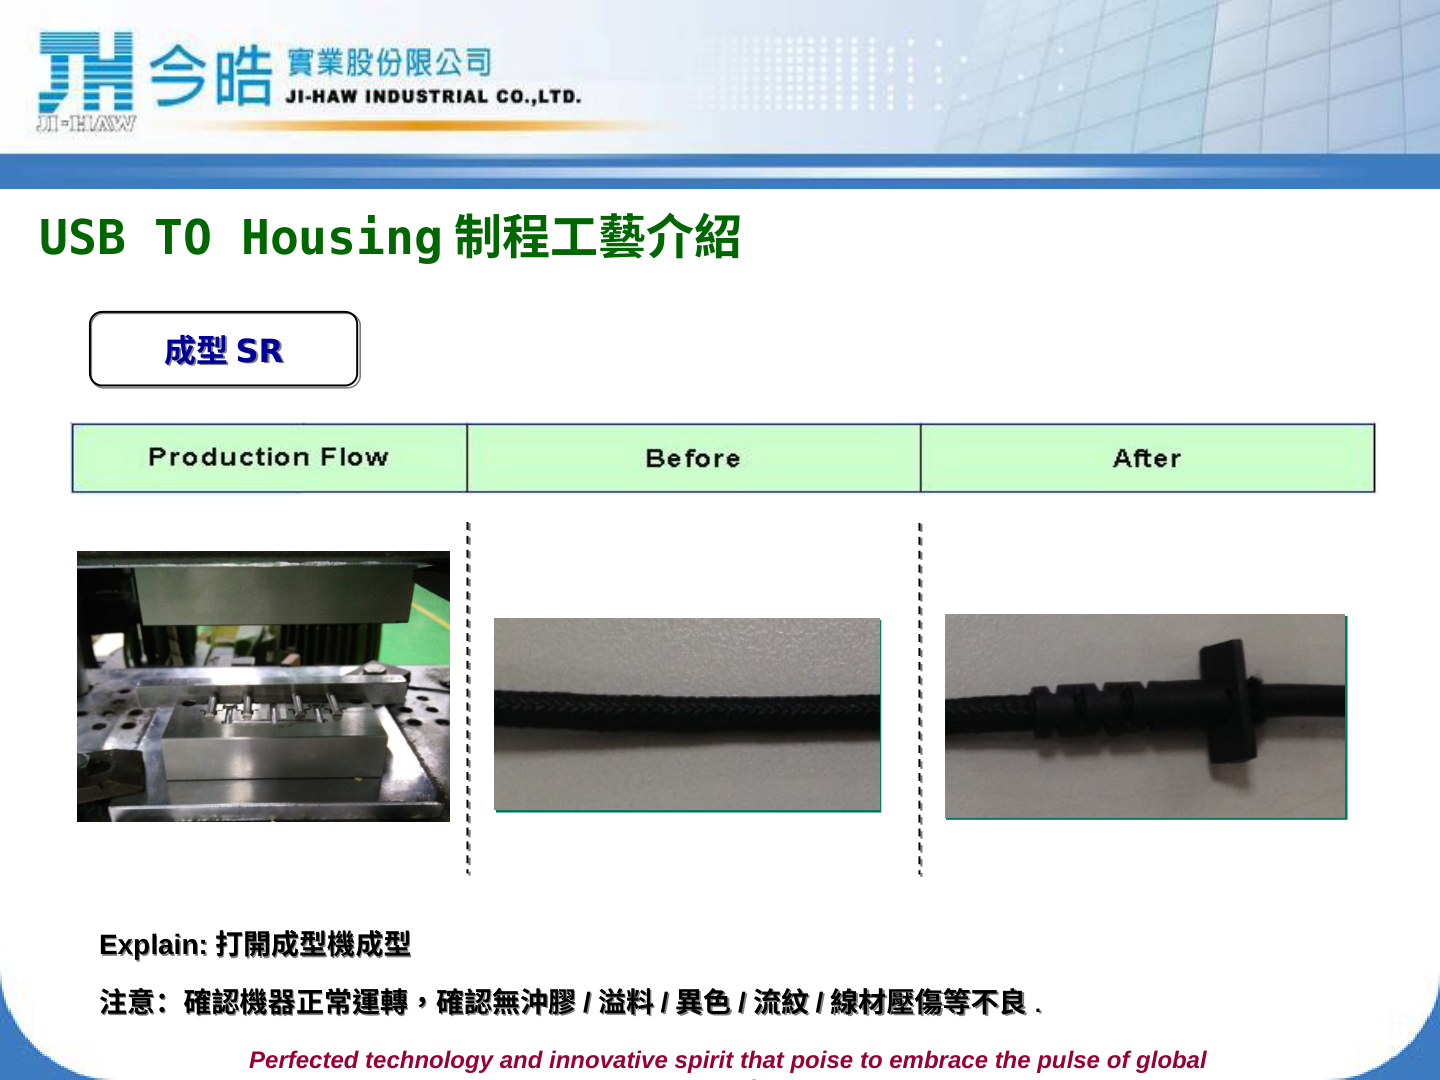 今皓 實業股份限公司
JI-HAW INDUSTRIAL CO.,LTD.
JI-HAW
USB TO Housing 制程工藝介紹
成型 SR
Production Flow Before After
Explain: 打開成型機成型
注意：確認機器正常運轉，確認無沖膠 / 溢料 / 異色 / 流紋 / 線材壓傷等不良 .
Perfected technology and innovative spirit that poise to embrace the pulse of global